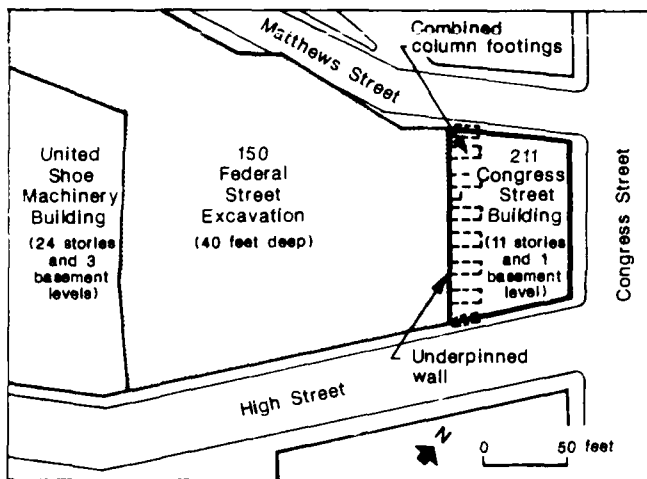 Combined
column footings
Matthews Street
United
Shoe
Machinery
Building
(24 stories
and 3
basement
levels)
150
Federal
Street
Excavation
(40 feet deep)
211
Congress
Street
Building
(11 stories
and 1
basement
level)
Congress Street
Underpinned
wall
High Street
N
0 50 feet